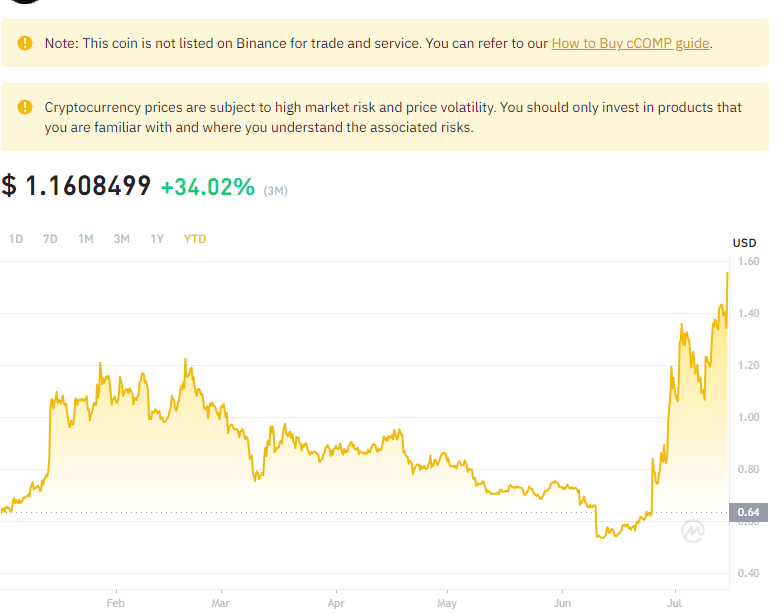 Note: This coin is not listed on Binance for trade and service. You can refer to our How to Buy cCOMP guide.
Cryptocurrency prices are subject to high market risk and price volatility. You should only invest in products that
you are familiar with and where you understand the associated risks.
$ 1.1608499 +34.02% (3M)
1D 7D 1M 3M 1Y YTD
USD
1.60
1.40
1.20
1.00
0.80
0.64
0.60
0.40
Feb Mar Apr May Jun Jul